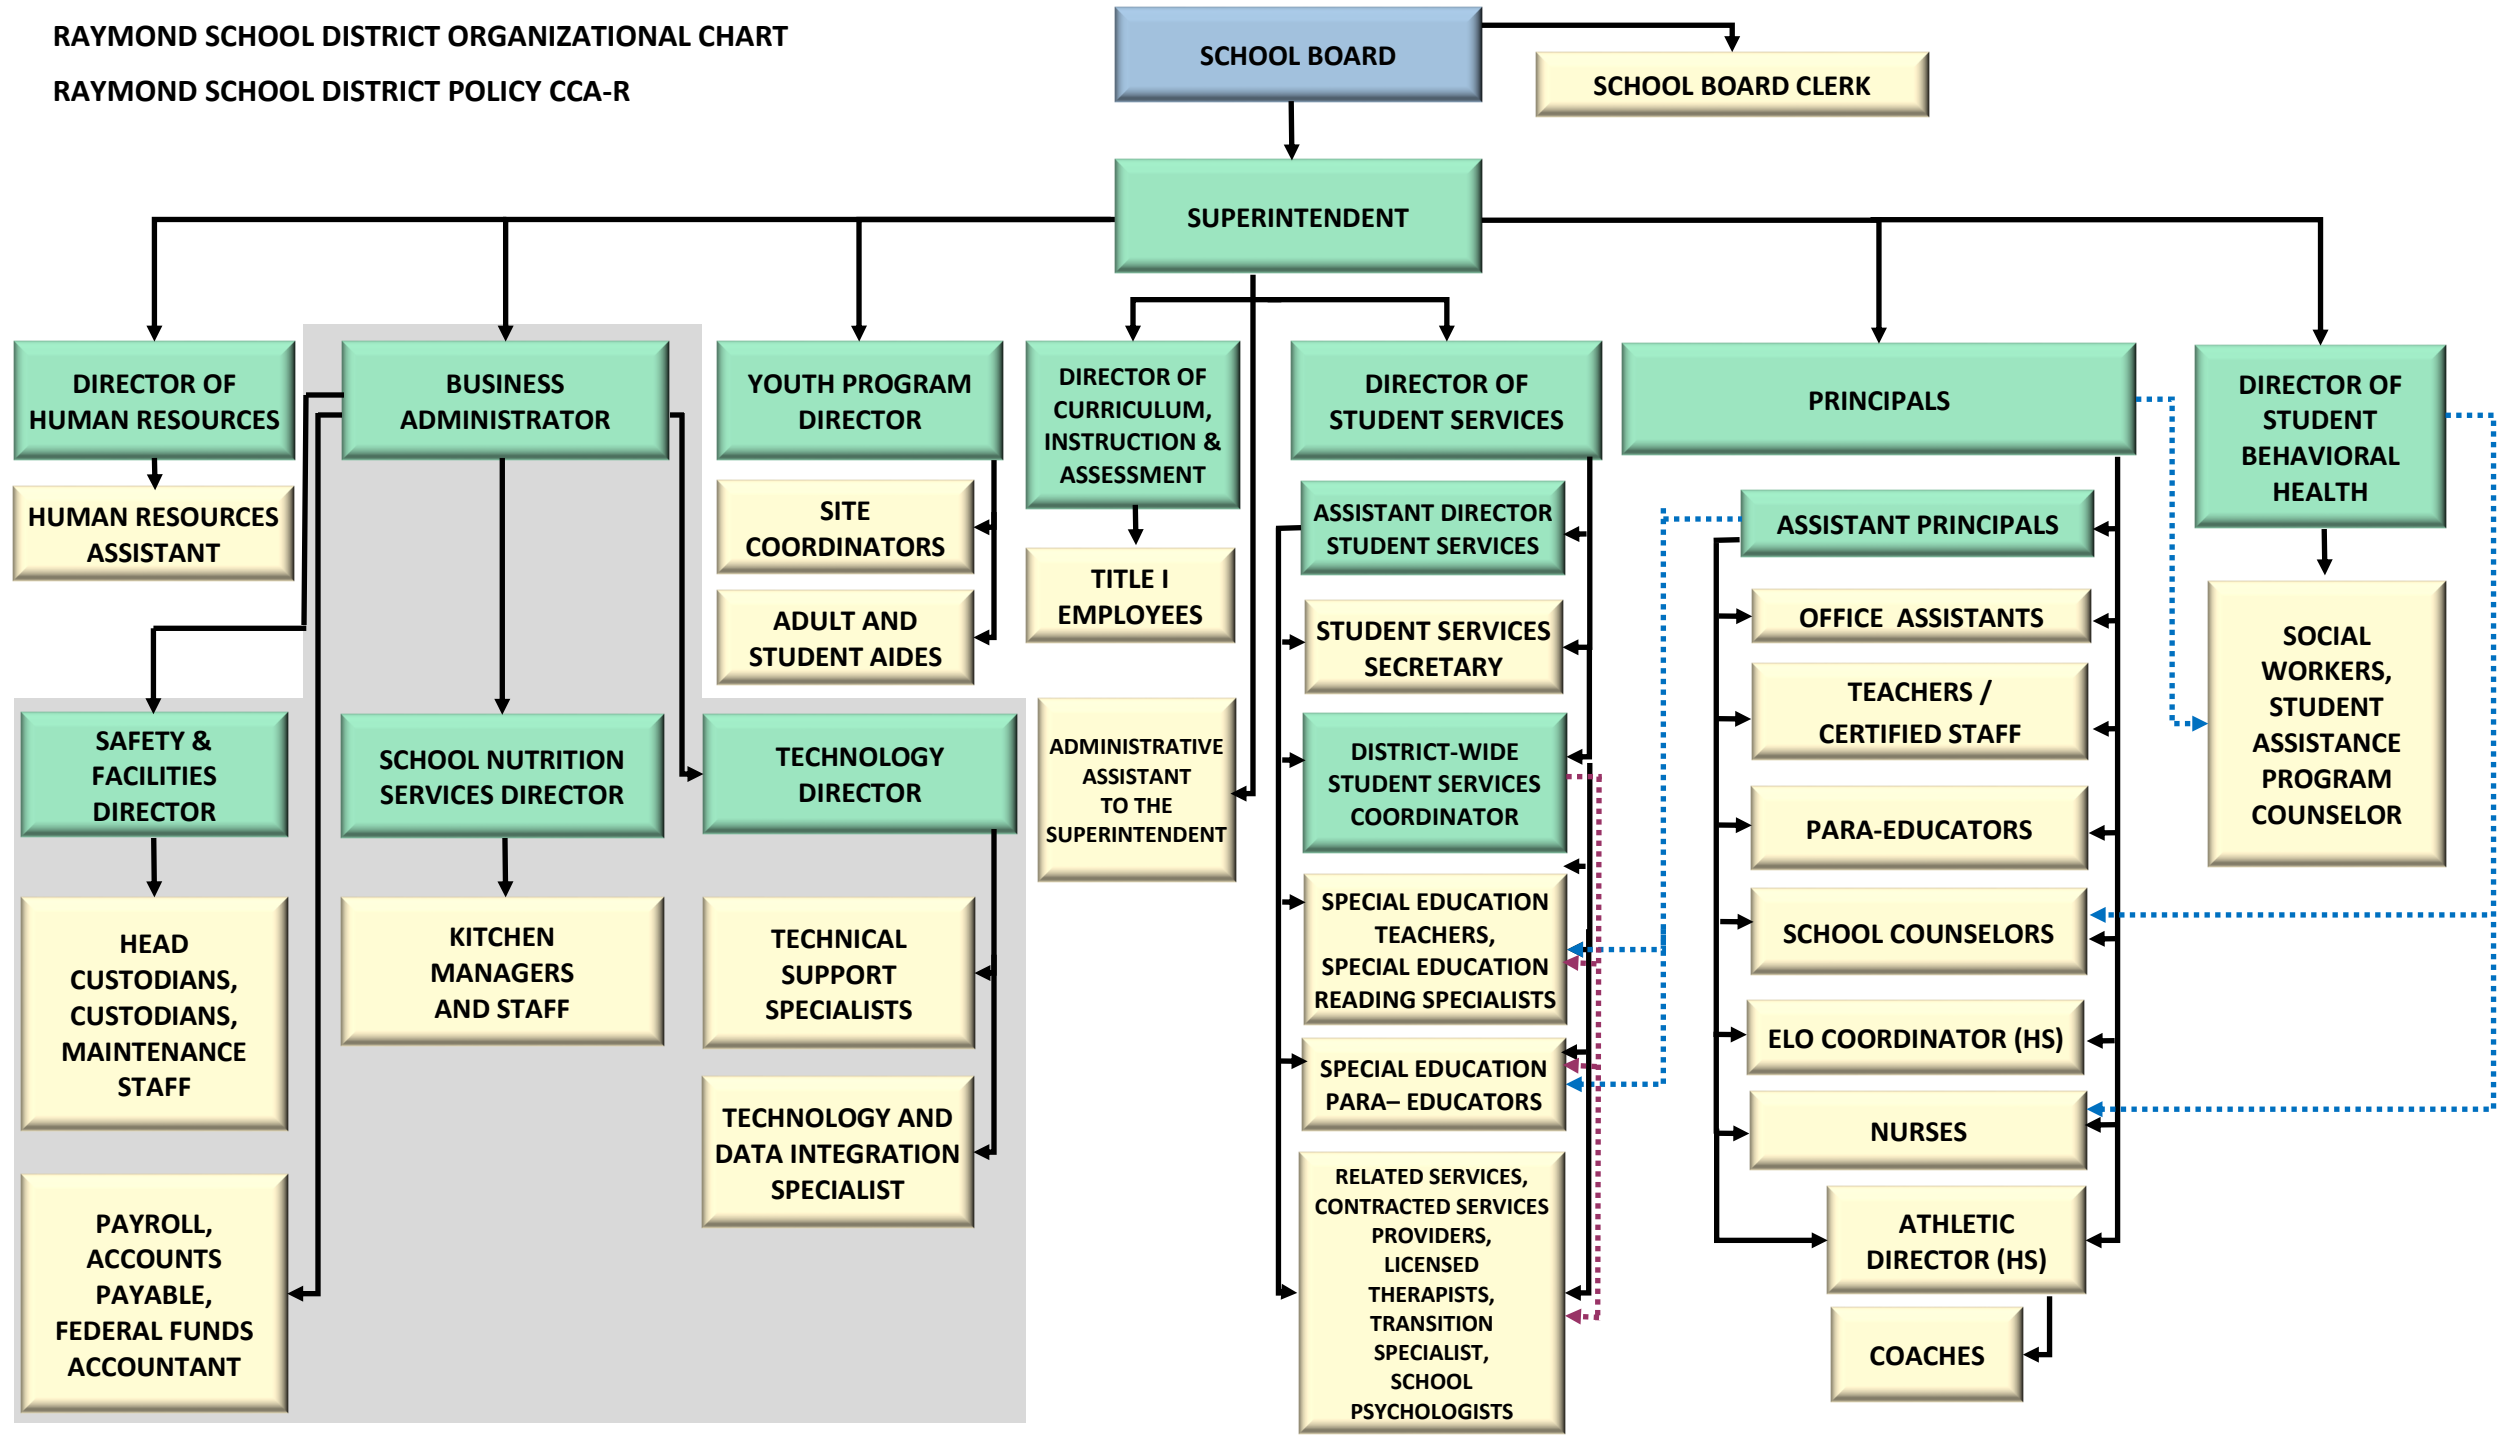 RAYMOND SCHOOL DISTRICT ORGANIZATIONAL CHART
RAYMOND SCHOOL DISTRICT POLICY CCA-R
SCHOOL BOARD
SCHOOL BOARD CLERK
SUPERINTENDENT
DIRECTOR OF
HUMAN RESOURCES
HUMAN RESOURCES
ASSISTANT
BUSINESS
ADMINISTRATOR
SAFETY &
FACILITIES
DIRECTOR
HEAD
CUSTODIANS,
CUSTODIANS,
MAINTENANCE
STAFF
PAYROLL,
ACCOUNTS
PAYABLE,
FEDERAL FUNDS
ACCOUNTANT
SCHOOL NUTRITION
SERVICES DIRECTOR
KITCHEN
MANAGERS
AND STAFF
TECHNOLOGY
DIRECTOR
TECHNICAL
SUPPORT
SPECIALISTS
TECHNOLOGY AND
DATA INTEGRATION
SPECIALIST
YOUTH PROGRAM
DIRECTOR
SITE
COORDINATORS
ADULT AND
STUDENT AIDES
DIRECTOR OF
CURRICULUM,
INSTRUCTION &
ASSESSMENT
TITLE I
EMPLOYEES
ADMINISTRATIVE
ASSISTANT
TO THE
SUPERINTENDENT
DIRECTOR OF
STUDENT SERVICES
ASSISTANT DIRECTOR
STUDENT SERVICES
STUDENT SERVICES
SECRETARY
DISTRICT-WIDE
STUDENT SERVICES
COORDINATOR
SPECIAL EDUCATION
TEACHERS,
SPECIAL EDUCATION
READING SPECIALISTS
SPECIAL EDUCATION
PARA– EDUCATORS
RELATED SERVICES,
CONTRACTED SERVICES
PROVIDERS,
LICENSED
THERAPISTS,
TRANSITION
SPECIALIST,
SCHOOL
PSYCHOLOGISTS
PRINCIPALS
ASSISTANT PRINCIPALS
OFFICE  ASSISTANTS
TEACHERS /
CERTIFIED STAFF
PARA-EDUCATORS
SCHOOL COUNSELORS
ELO COORDINATOR (HS)
NURSES
ATHLETIC
DIRECTOR (HS)
COACHES
DIRECTOR OF
STUDENT
BEHAVIORAL
HEALTH
SOCIAL
WORKERS,
STUDENT
ASSISTANCE
PROGRAM
COUNSELOR